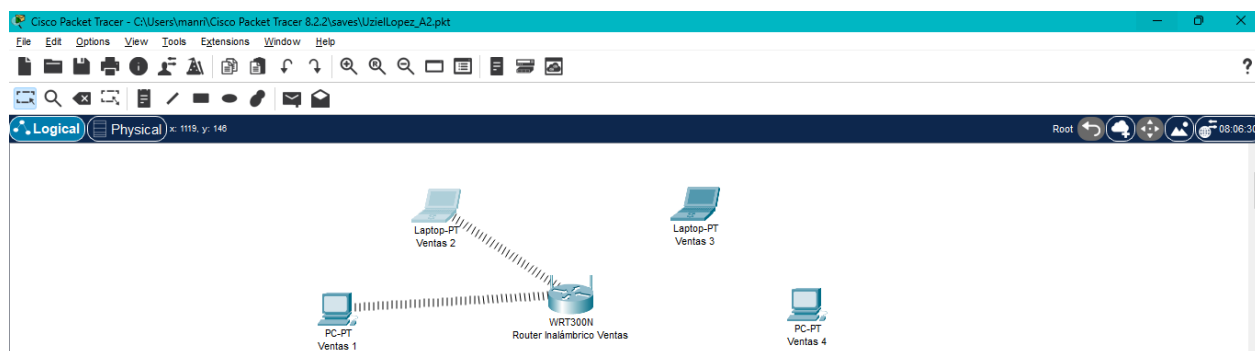 Cisco Packet Tracer - C:\Users\manri\Cisco Packet Tracer 8.2.2\saves\UzielLopez_A2.pkt
File Edit Options View Tools Extensions Window Help
?
Logical Physical x: 1119, y: 146 Root 08:06:30
Laptop-PT
Ventas 2
Laptop-PT
Ventas 3
WRT300N
Router Inalámbrico Ventas
PC-PT
Ventas 1
PC-PT
Ventas 4